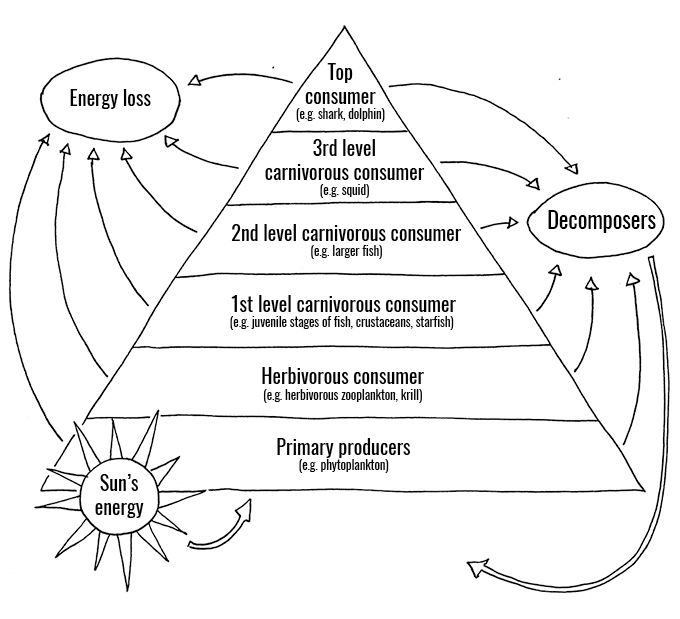 Top
consumer
(e.g. shark, dolphin)
Energy loss
3rd level
carnivorous consumer
(e.g. squid)
2nd level carnivorous consumer
(e.g. larger fish)
Decomposers
1st level carnivorous consumer
(e.g. juvenile stages of fish, crustaceans, starfish)
Herbivorous consumer
(e.g. herbivorous zooplankton, krill)
Primary producers
(e.g. phytoplankton)
Sun's
energy